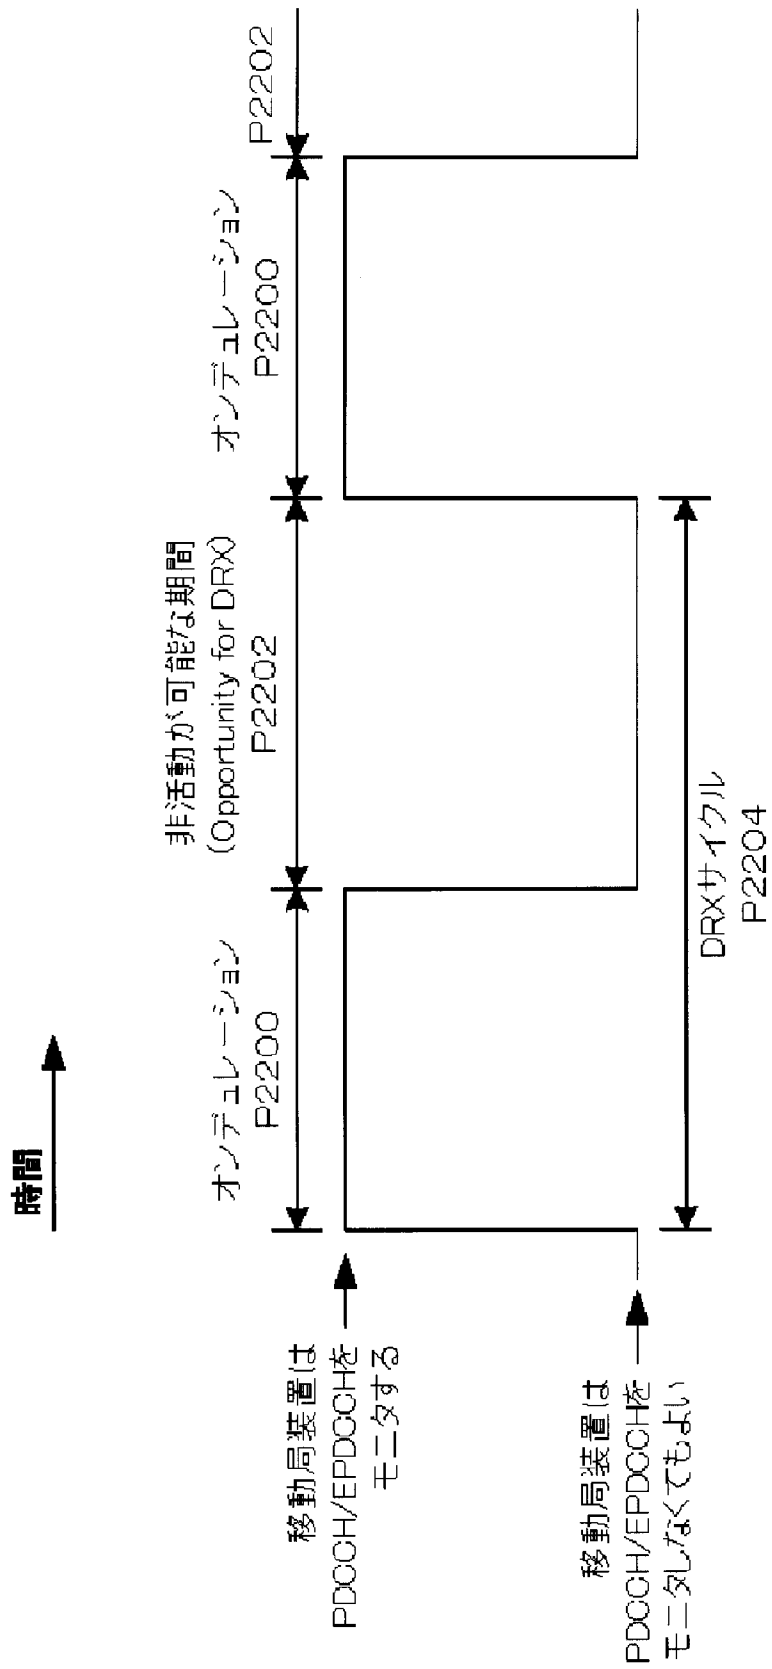 時間
オンデュレーション
P2200
非活動が可能な期間
(Opportunity for DRX)
P2202
オンデュレーション
P2200
P2202
移動局装置は
PDCCH/EPDCCHを
モニタする
移動局装置は
PDCCH/EPDCCHを
モニタしなくてもよい
DRXサイクル
P2204